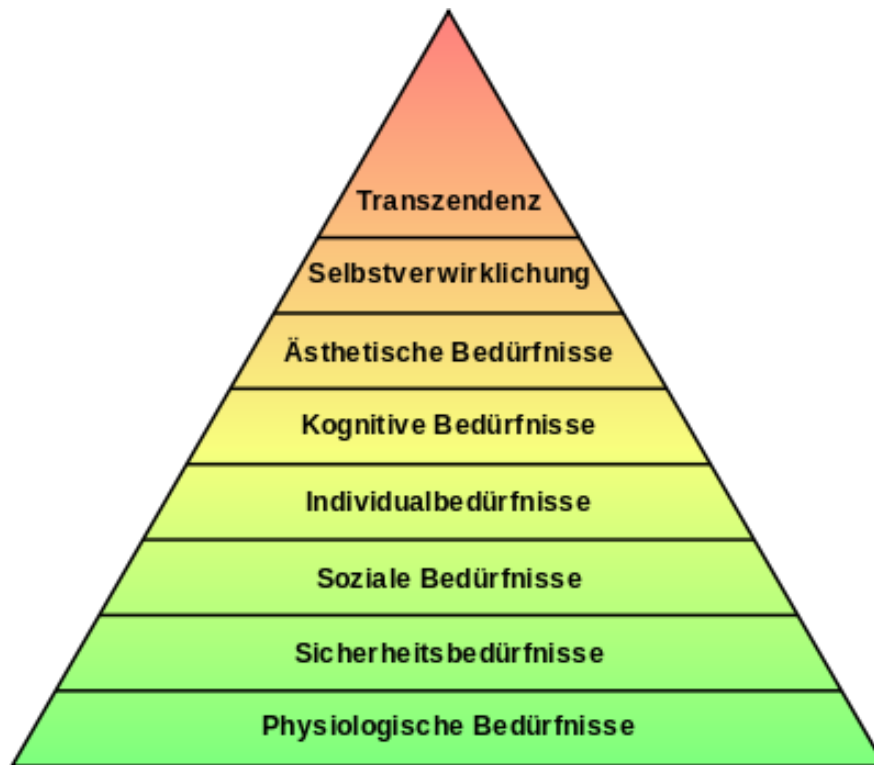 Transzendenz
Selbstverwirklichung
Ästhetische Bedürfnisse
Kognitive Bedürfnisse
Individualbedürfnisse
Soziale Bedürfnisse
Sicherheitsbedürfnisse
Physiologische Bedürfnisse